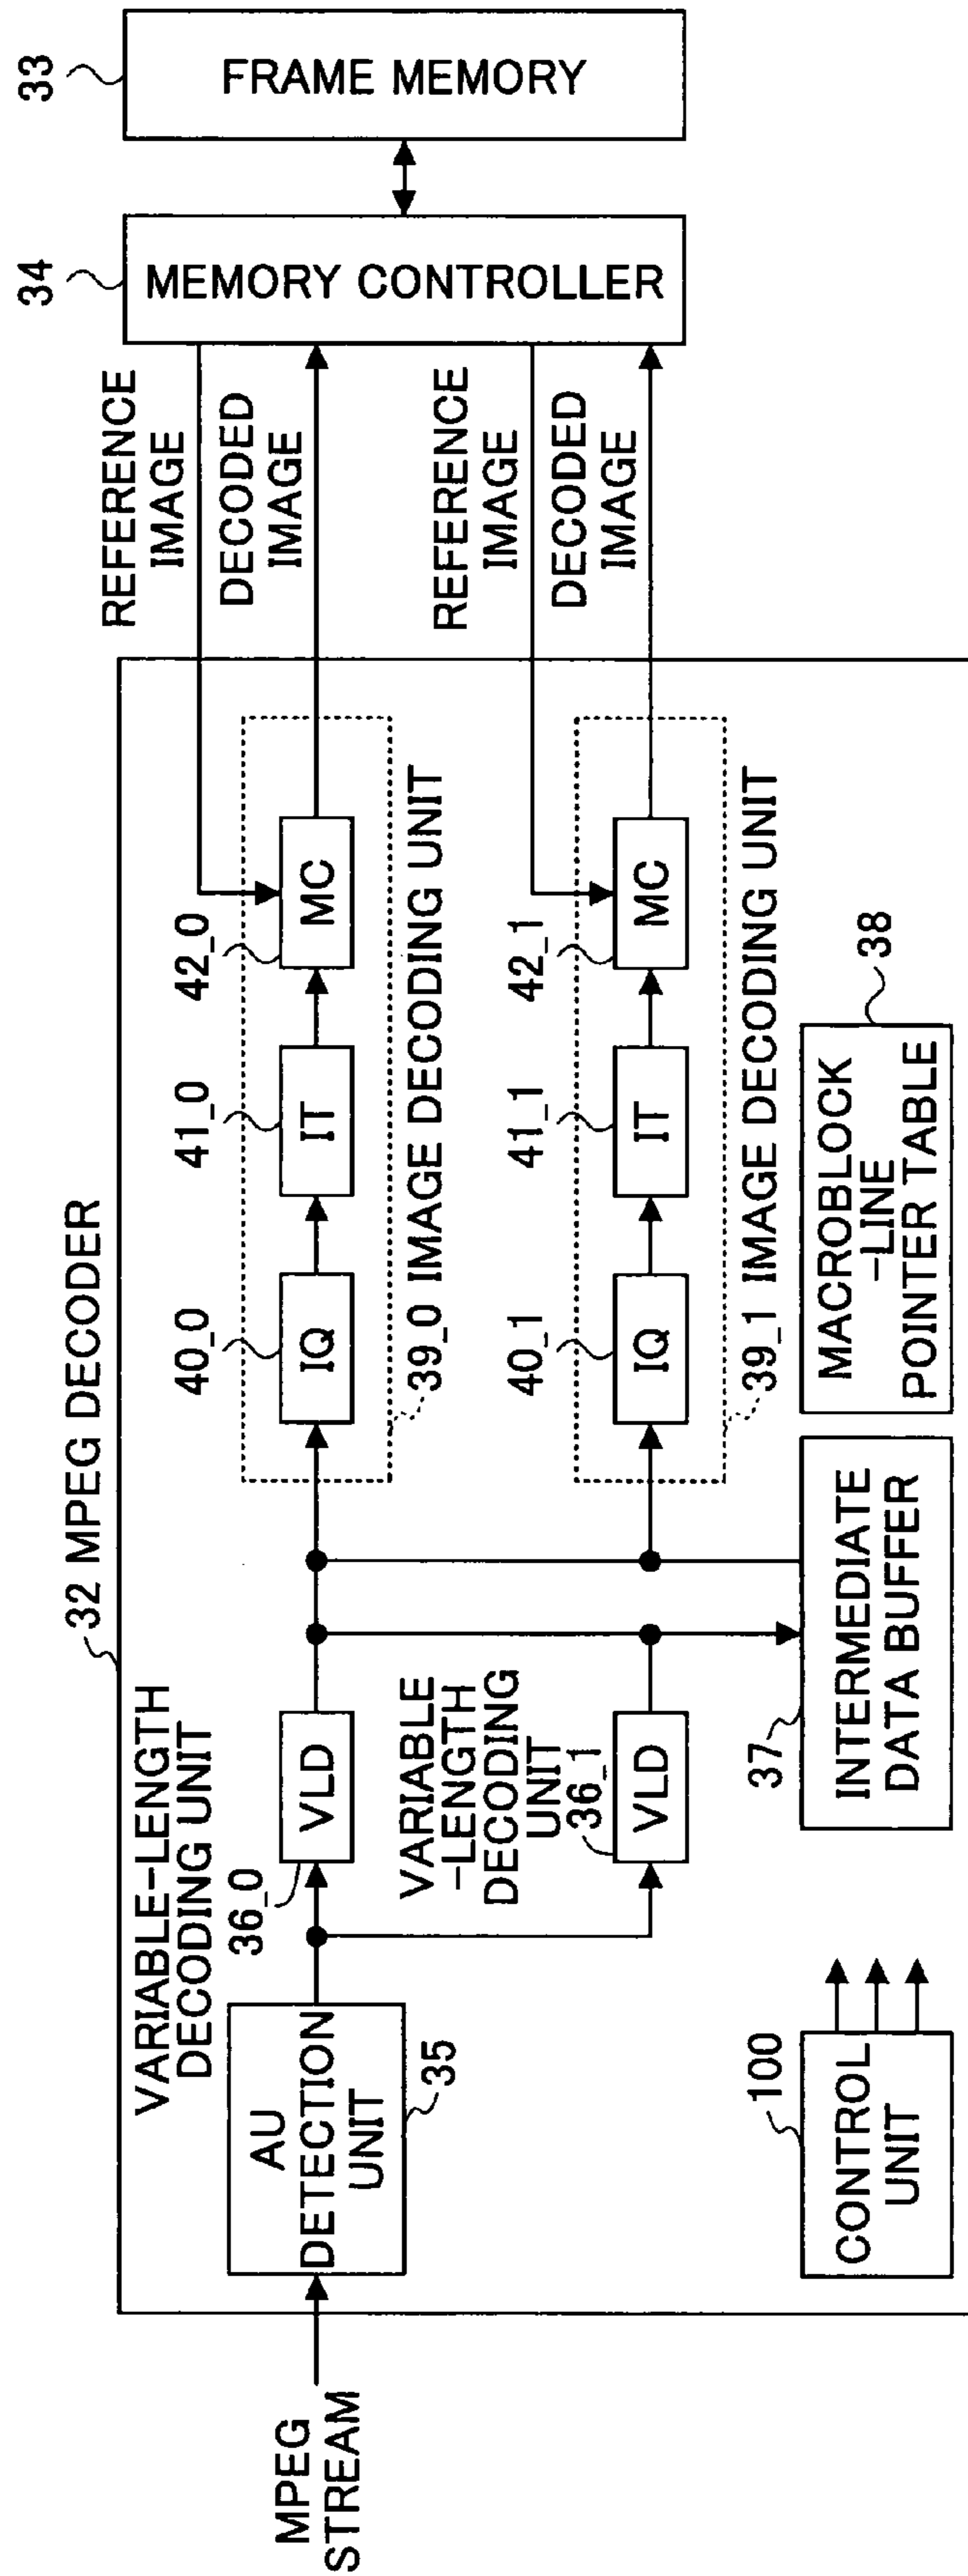 32 MPEG DECODER
MPEG
STREAM
AU
DETECTION
UNIT
35
VARIABLE-LENGTH
DECODING UNIT
36_0
VLD
VARIABLE
-LENGTH
DECODING
UNIT
36_1
VLD
40_0
IQ
41_0
IT
42_0
MC
39_0 IMAGE DECODING UNIT
40_1
IQ
41_1
IT
42_1
MC
39_1 IMAGE DECODING UNIT
REFERENCE
IMAGE
DECODED
IMAGE
REFERENCE
IMAGE
DECODED
IMAGE
34
MEMORY CONTROLLER
33
FRAME MEMORY
100
CONTROL
UNIT
37
INTERMEDIATE
DATA BUFFER
MACROBLOCK
-LINE
POINTER TABLE
38